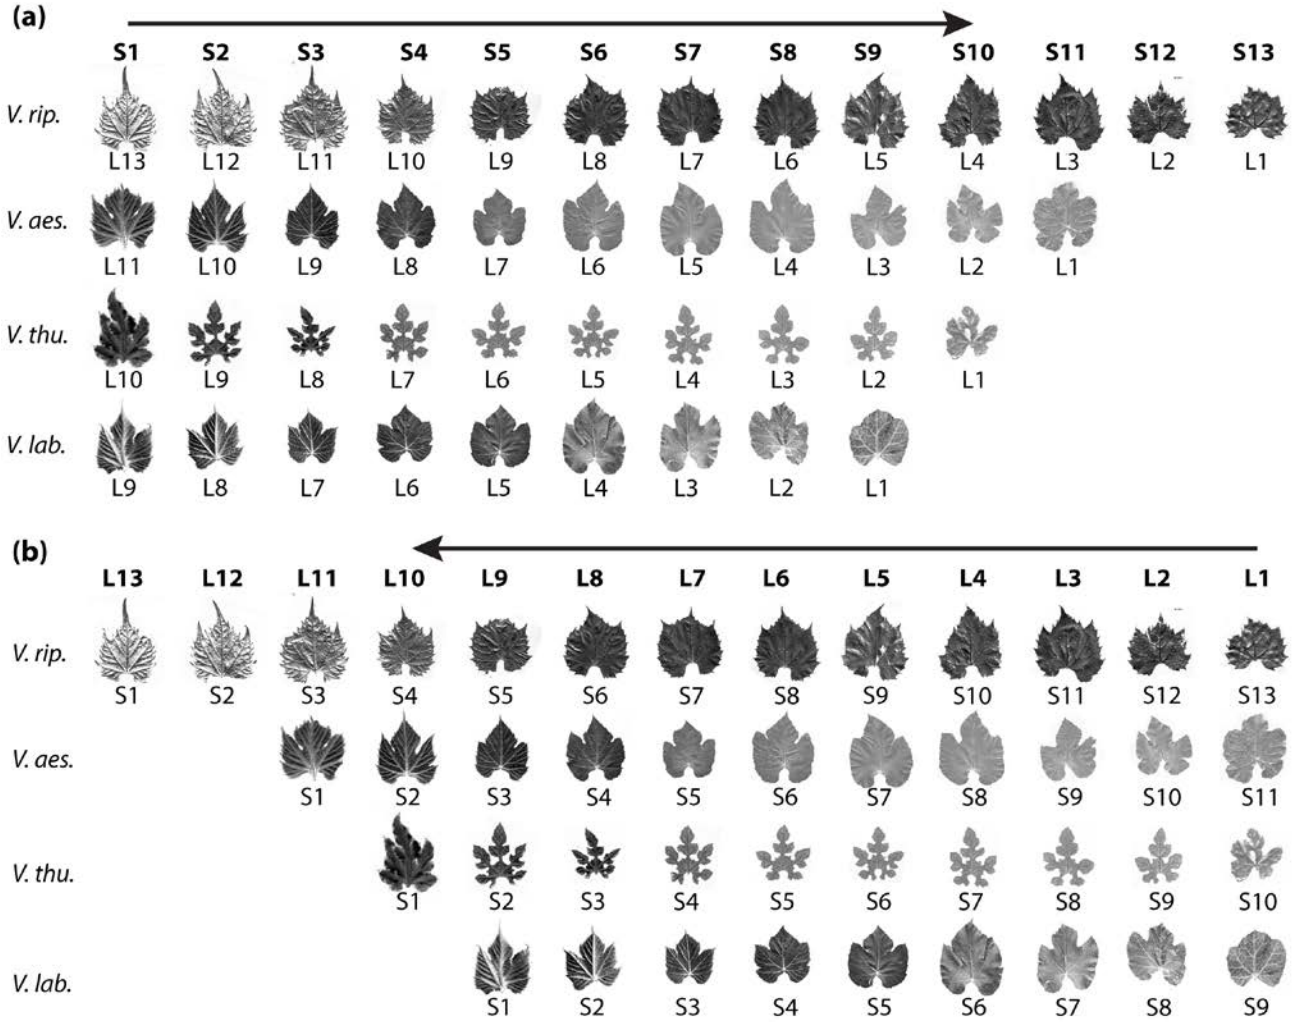 (a)
S1 S2 S3 S4 S5 S6 S7 S8 S9 S10 S11 S12 S13
V. rip.
L13 L12 L11 L10 L9 L8 L7 L6 L5 L4 L3 L2 L1
V. aes.
L11 L10 L9 L8 L7 L6 L5 L4 L3 L2 L1
V. thu.
L10 L9 L8 L7 L6 L5 L4 L3 L2 L1
V. lab.
L9 L8 L7 L6 L5 L4 L3 L2 L1
(b)
L13 L12 L11 L10 L9 L8 L7 L6 L5 L4 L3 L2 L1
V. rip.
S1 S2 S3 S4 S5 S6 S7 S8 S9 S10 S11 S12 S13
V. aes.
S1 S2 S3 S4 S5 S6 S7 S8 S9 S10 S11
V. thu.
S1 S2 S3 S4 S5 S6 S7 S8 S9 S10
V. lab.
S1 S2 S3 S4 S5 S6 S7 S8 S9